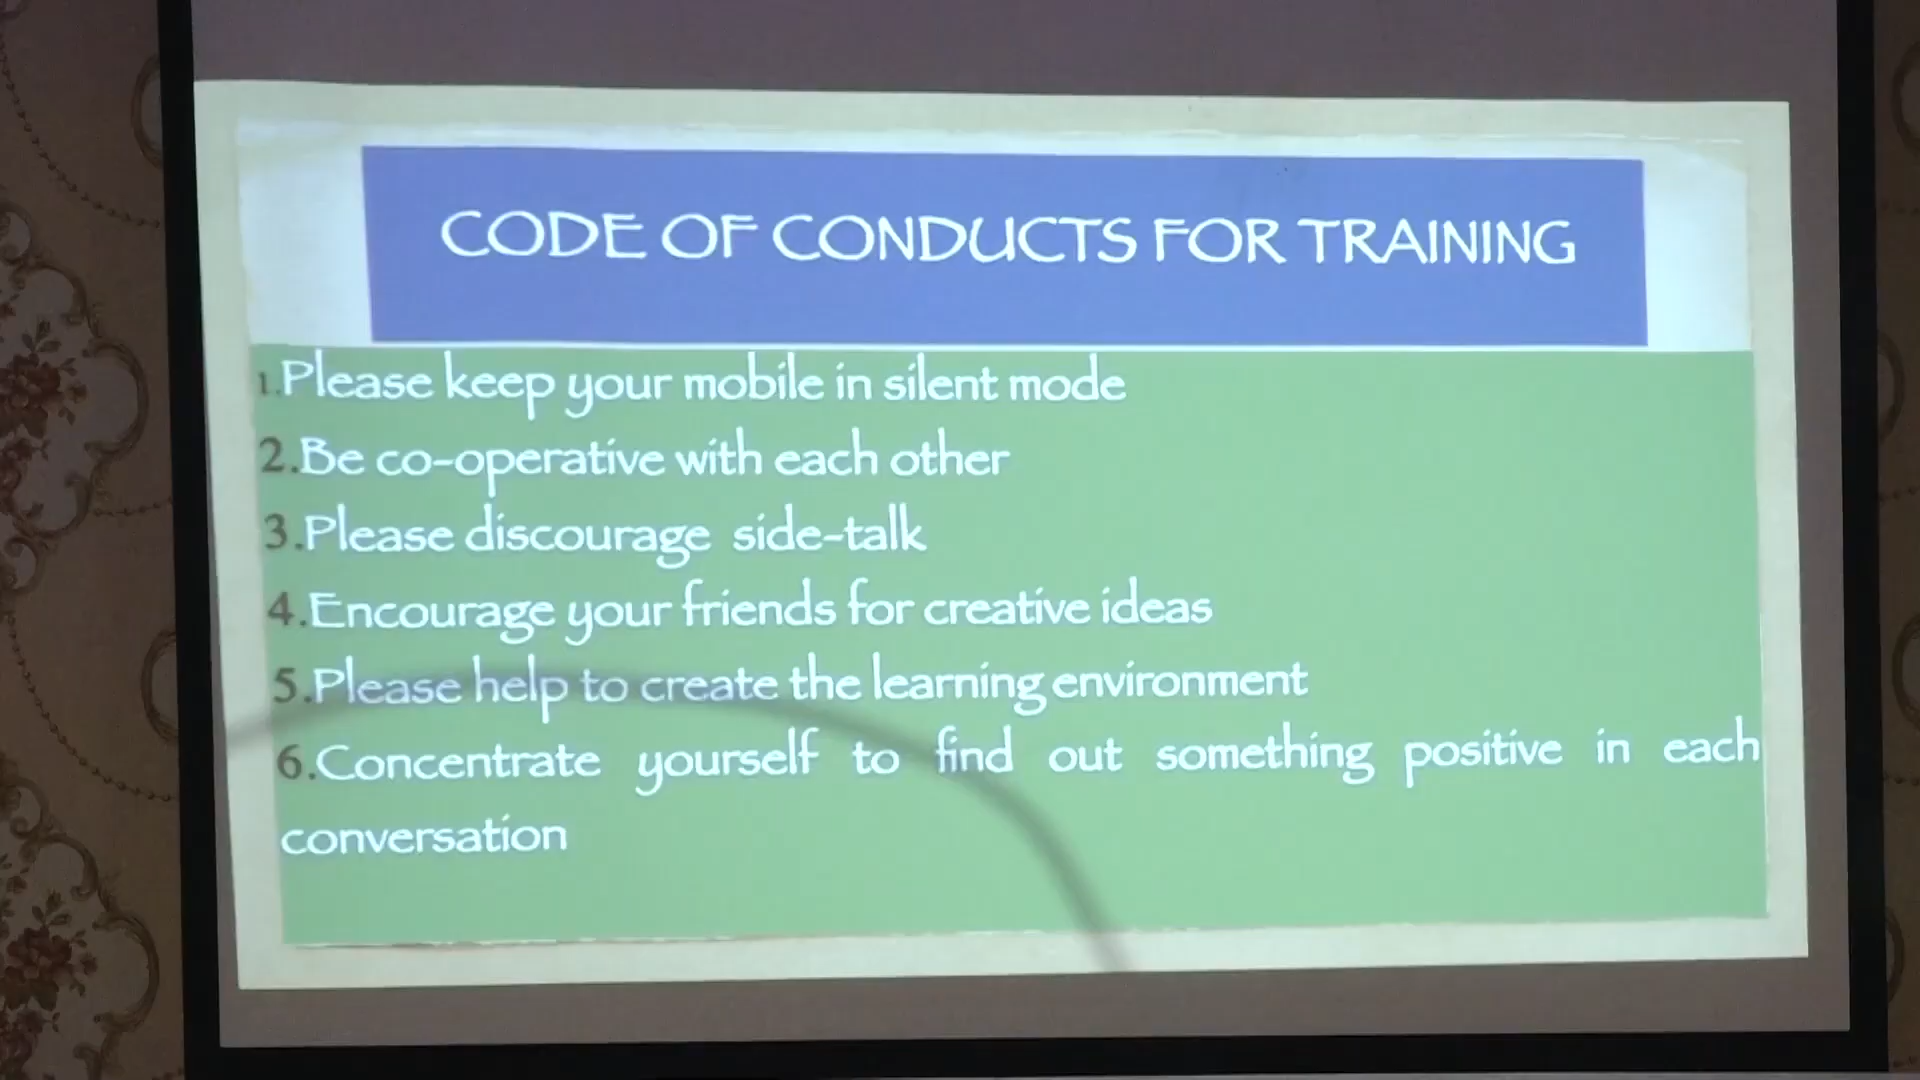 CODE OF CONDUCTS FOR TRAINING
1.Please keep your mobile in silent mode
2.Be co-operative with each other
3.Please discourage side-talk
4.Encourage your friends for creative ideas
5.Please help to create the learning environment
6.Concentrate yourself to find out something positive in each
conversation